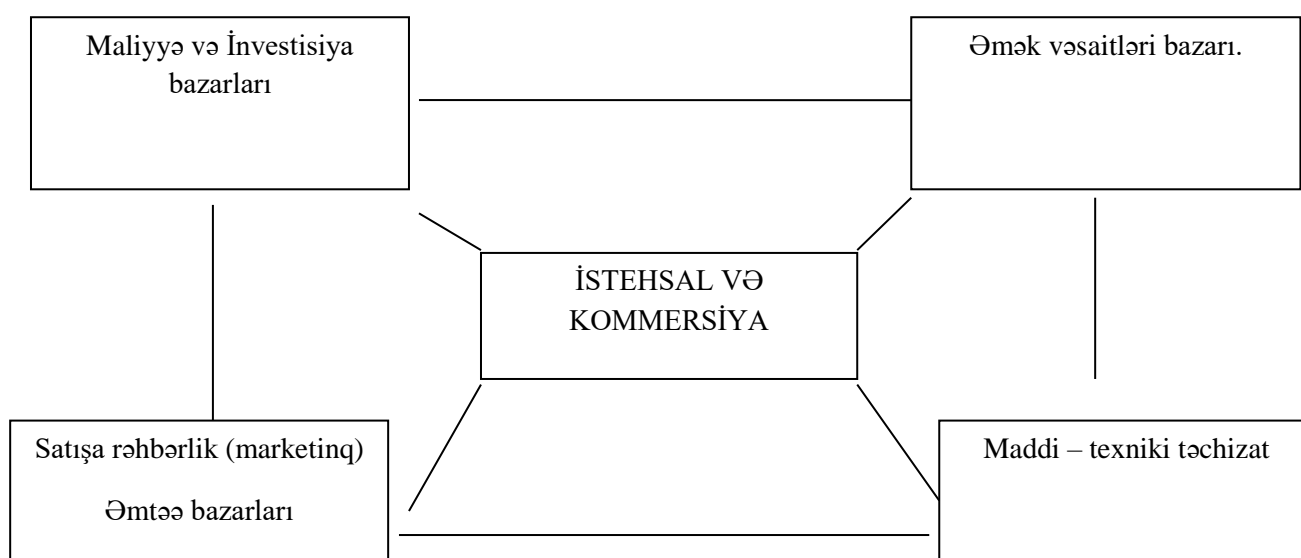 Maliyyə və İnvestisiya
bazarları
Əmək vəsaitləri bazarı.
İSTEHSAL VƏ
KOMMERSİYA
Satışa rəhbərlik (marketinq)
Əmtəə bazarları
Maddi – texniki təchizat